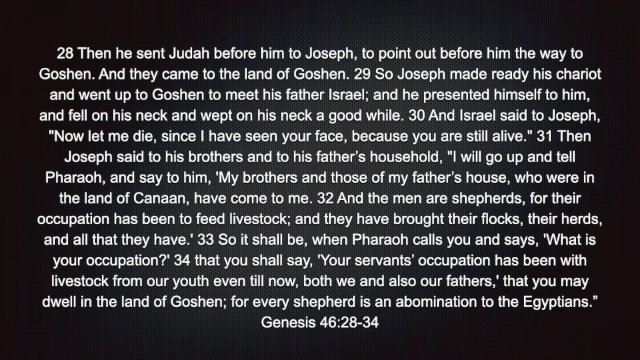 28 Then he sent Judah before him to Joseph, to point out before him the way to
Goshen. And they came to the land of Goshen. 29 So Joseph made ready his chariot
and went up to Goshen to meet his father Israel; and he presented himself to him,
and fell on his neck and wept on his neck a good while. 30 And Israel said to Joseph,
"Now let me die, since I have seen your face, because you are still alive." 31 Then
Joseph said to his brothers and to his father’s household, "I will go up and tell
Pharaoh, and say to him, 'My brothers and those of my father’s house, who were in
the land of Canaan, have come to me. 32 And the men are shepherds, for their
occupation has been to feed livestock; and they have brought their flocks, their herds,
and all that they have.' 33 So it shall be, when Pharaoh calls you and says, 'What is
your occupation?' 34 that you shall say, 'Your servants’ occupation has been with
livestock from our youth even till now, both we and also our fathers,' that you may
dwell in the land of Goshen; for every shepherd is an abomination to the Egyptians.”
Genesis 46:28-34